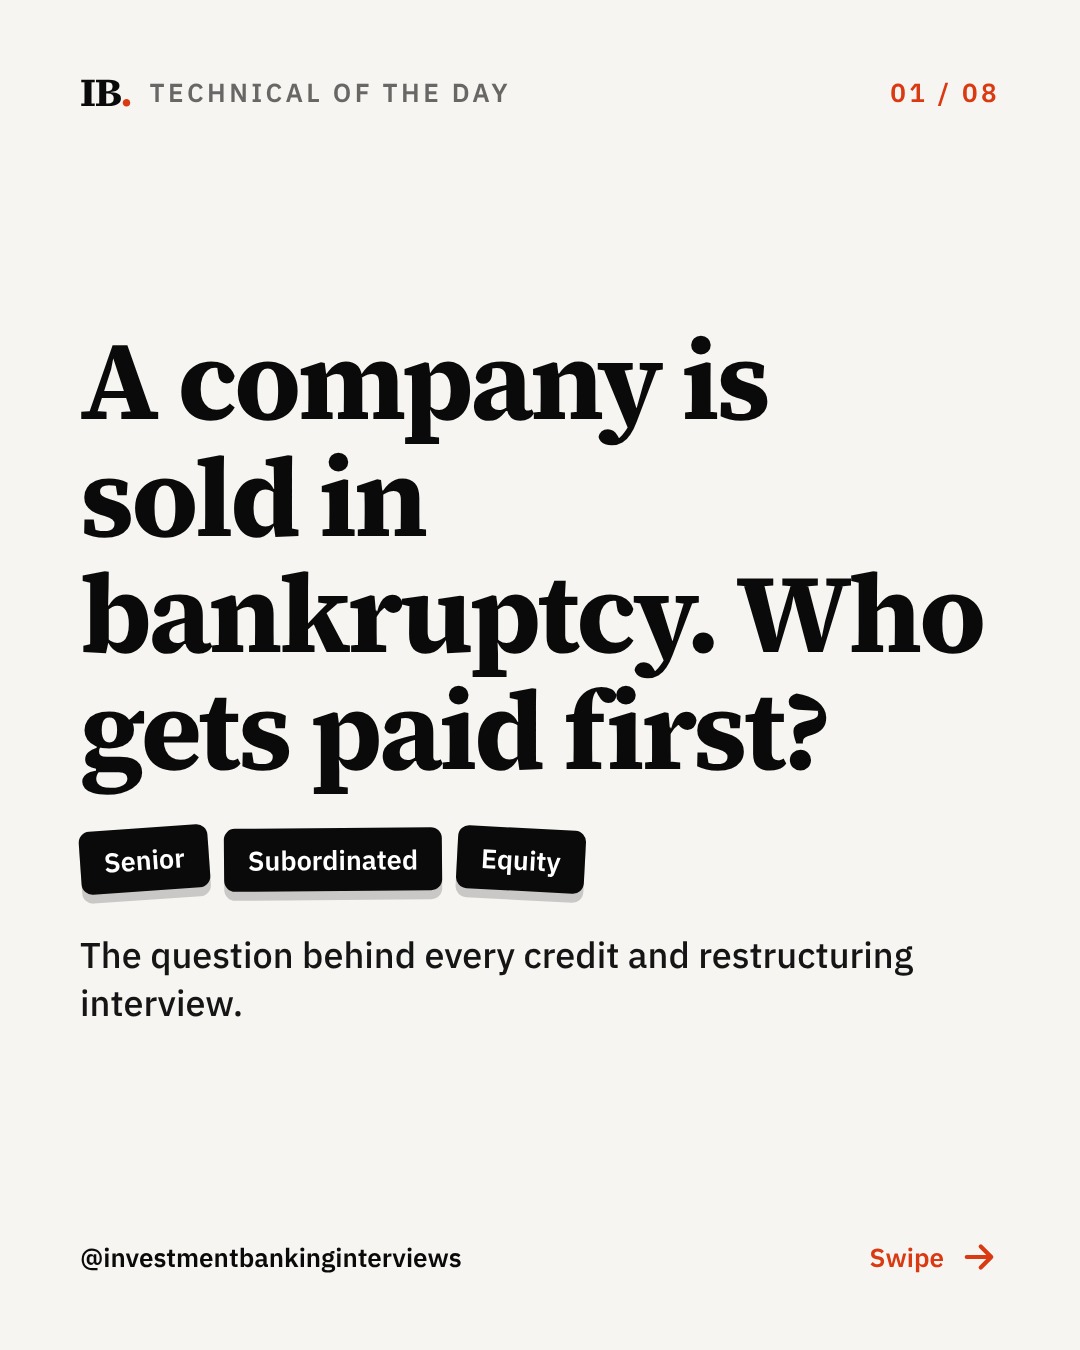 IB. TECHNICAL OF THE DAY 01 / 08
A company is
sold in
bankruptcy. Who
gets paid first?
Senior Subordinated Equity
The question behind every credit and restructuring
interview.
@investmentbankinginterviews Swipe →